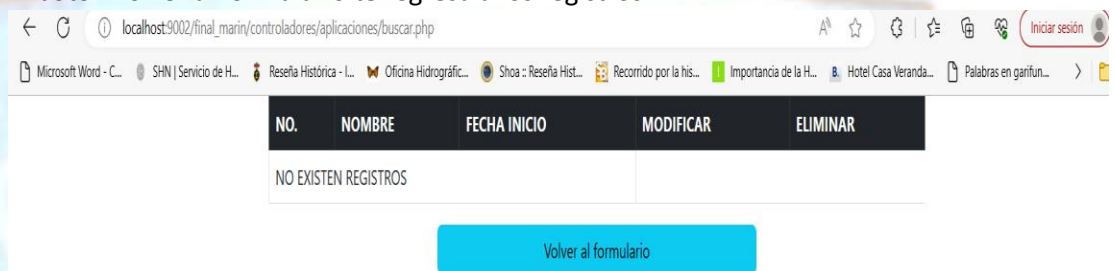 localhost:9002/final_marin/controladores/aplicaciones/buscar.php
Iniciar sesión
Microsoft Word - C... SHN | Servicio de H... Reseña Histórica - I... Oficina Hidrográfic... Shoa :: Reseña Hist... Recorrido por la his... Importancia de la H... Hotel Casa Veranda... Palabras en garifun...
NO. NOMBRE FECHA INICIO MODIFICAR ELIMINAR
NO EXISTEN REGISTROS
Volver al formulario